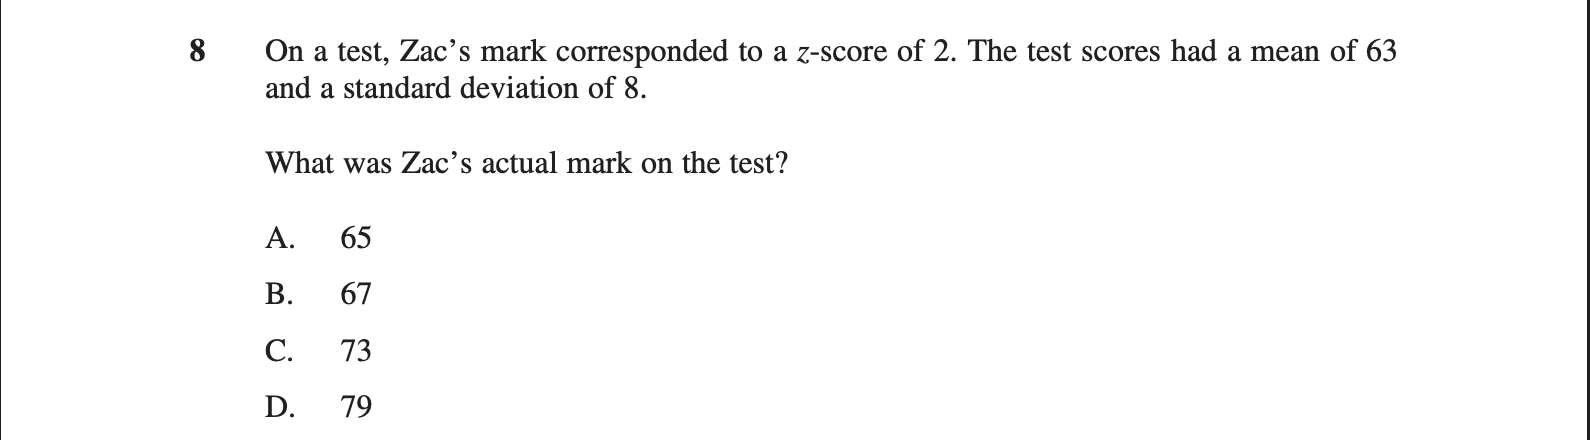 8 On a test, Zac’s mark corresponded to a z-score of 2. The test scores had a mean of 63
and a standard deviation of 8.
What was Zac’s actual mark on the test?
A. 65
B. 67
C. 73
D. 79